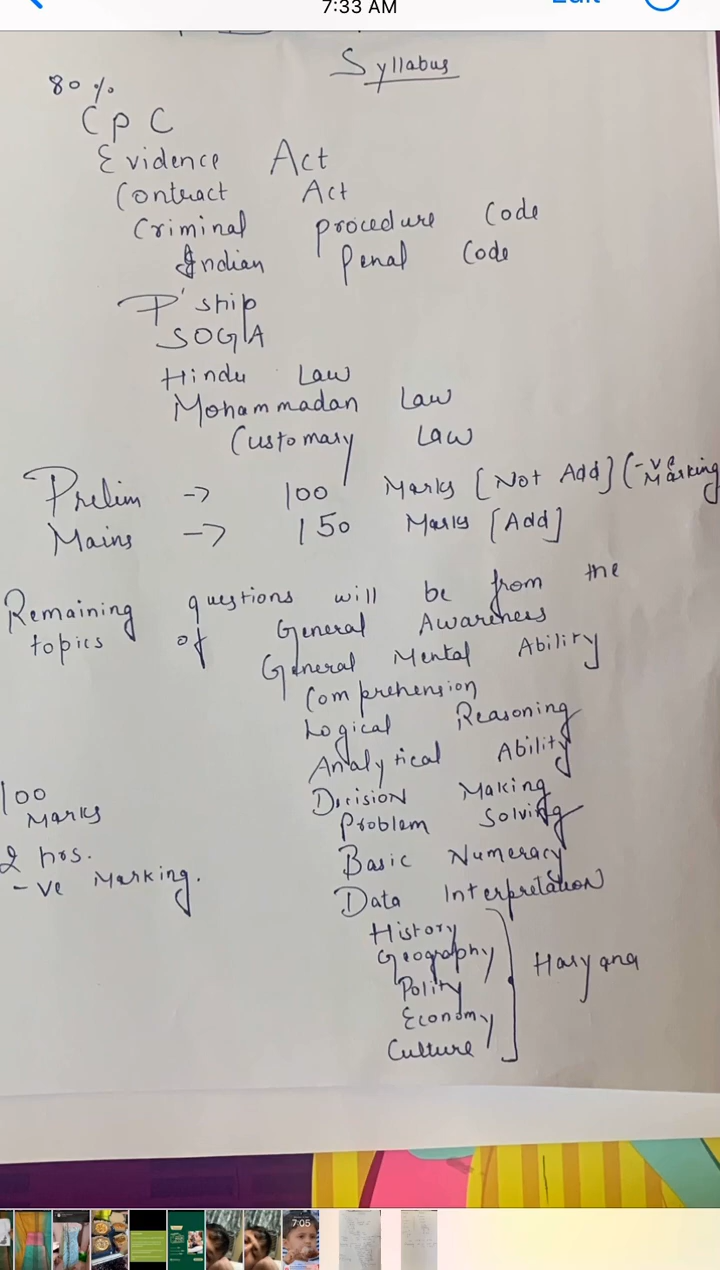 7:33 AM
Edit
Syllabus
80 %
CPC
Evidence Act
Contract Act
Criminal procedure Code
Indian Penal Code
P'ship
SOGA
Hindu Law
Mohammadan Law
Customary Law
Prelim -> 100 Marks [Not Add] (-ve Marking
Mains -> 150 Marks [Add]
Remaining questions will be from the
topics of General Awareness
General Mental Ability
Comprehension
Logical Reasoning
Analytical Ability
Decision Making
Problem Solving
Basic Numeracy
Data Interpretation
History
Geography
Polity
Economy
Culture
Haryana
100
Marks
2 hrs.
-ve Marking.
7:05